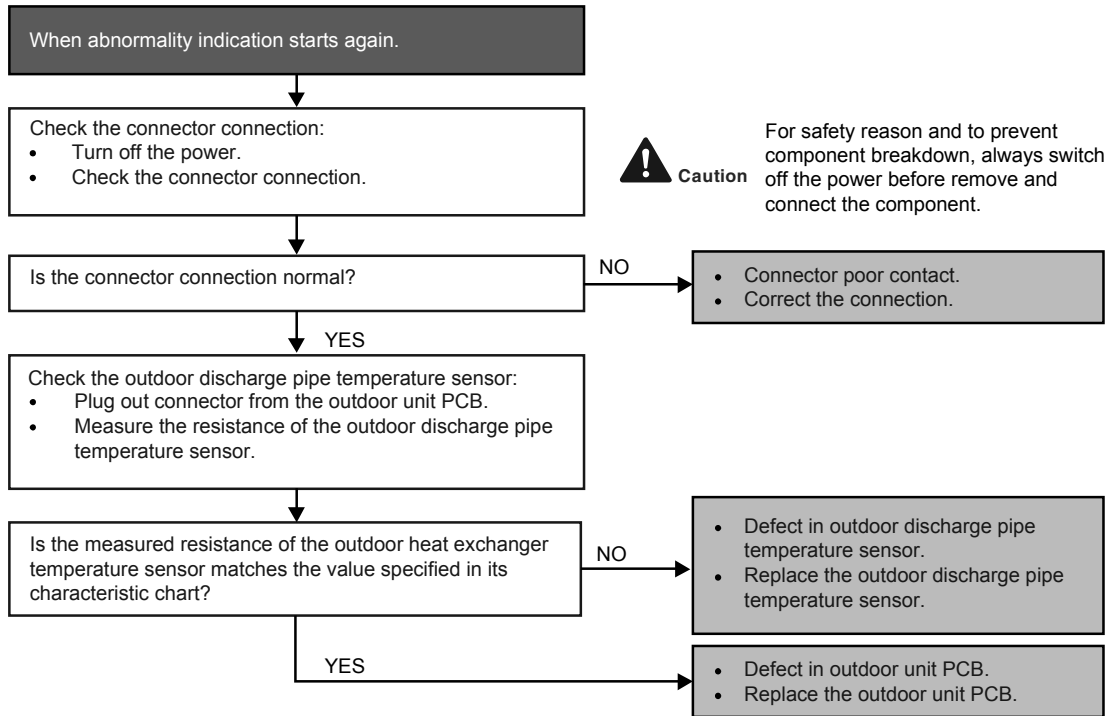 When abnormality indication starts again.
Check the connector connection:
• Turn off the power.
• Check the connector connection.
Caution
For safety reason and to prevent
component breakdown, always switch
off the power before remove and
connect the component.
Is the connector connection normal?
NO
• Connector poor contact.
• Correct the connection.
YES
Check the outdoor discharge pipe temperature sensor:
• Plug out connector from the outdoor unit PCB.
• Measure the resistance of the outdoor discharge pipe
temperature sensor.
Is the measured resistance of the outdoor heat exchanger
temperature sensor matches the value specified in its
characteristic chart?
NO
• Defect in outdoor discharge pipe
temperature sensor.
• Replace the outdoor discharge pipe
temperature sensor.
YES
• Defect in outdoor unit PCB.
• Replace the outdoor unit PCB.